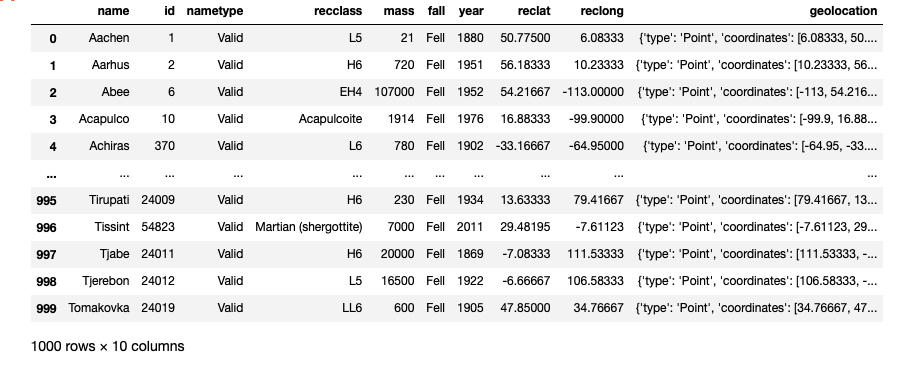 name id nametype recclass mass fall year reclat reclong geolocation
0 Aachen 1 Valid L5 21 Fell 1880 50.77500 6.08333 {'type': 'Point', 'coordinates': [6.08333, 50....
1 Aarhus 2 Valid H6 720 Fell 1951 56.18333 10.23333 {'type': 'Point', 'coordinates': [10.23333, 56...
2 Abee 6 Valid EH4 107000 Fell 1952 54.21667 -113.00000 {'type': 'Point', 'coordinates': [-113, 54.216...
3 Acapulco 10 Valid Acapulcoite 1914 Fell 1976 16.88333 -99.90000 {'type': 'Point', 'coordinates': [-99.9, 16.88...
4 Achiras 370 Valid L6 780 Fell 1902 -33.16667 -64.95000 {'type': 'Point', 'coordinates': [-64.95, -33....
... ... ... ... ... ... ... ... ... ... ...
995 Tirupati 24009 Valid H6 230 Fell 1934 13.63333 79.41667 {'type': 'Point', 'coordinates': [79.41667, 13...
996 Tissint 54823 Valid Martian (shergottite) 7000 Fell 2011 29.48195 -7.61123 {'type': 'Point', 'coordinates': [-7.61123, 29...
997 Tjabe 24011 Valid H6 20000 Fell 1869 -7.08333 111.53333 {'type': 'Point', 'coordinates': [111.53333, -...
998 Tjerebon 24012 Valid L5 16500 Fell 1922 -6.66667 106.58333 {'type': 'Point', 'coordinates': [106.58333, -...
999 Tomakovka 24019 Valid LL6 600 Fell 1905 47.85000 34.76667 {'type': 'Point', 'coordinates': [34.76667, 47...
1000 rows × 10 columns